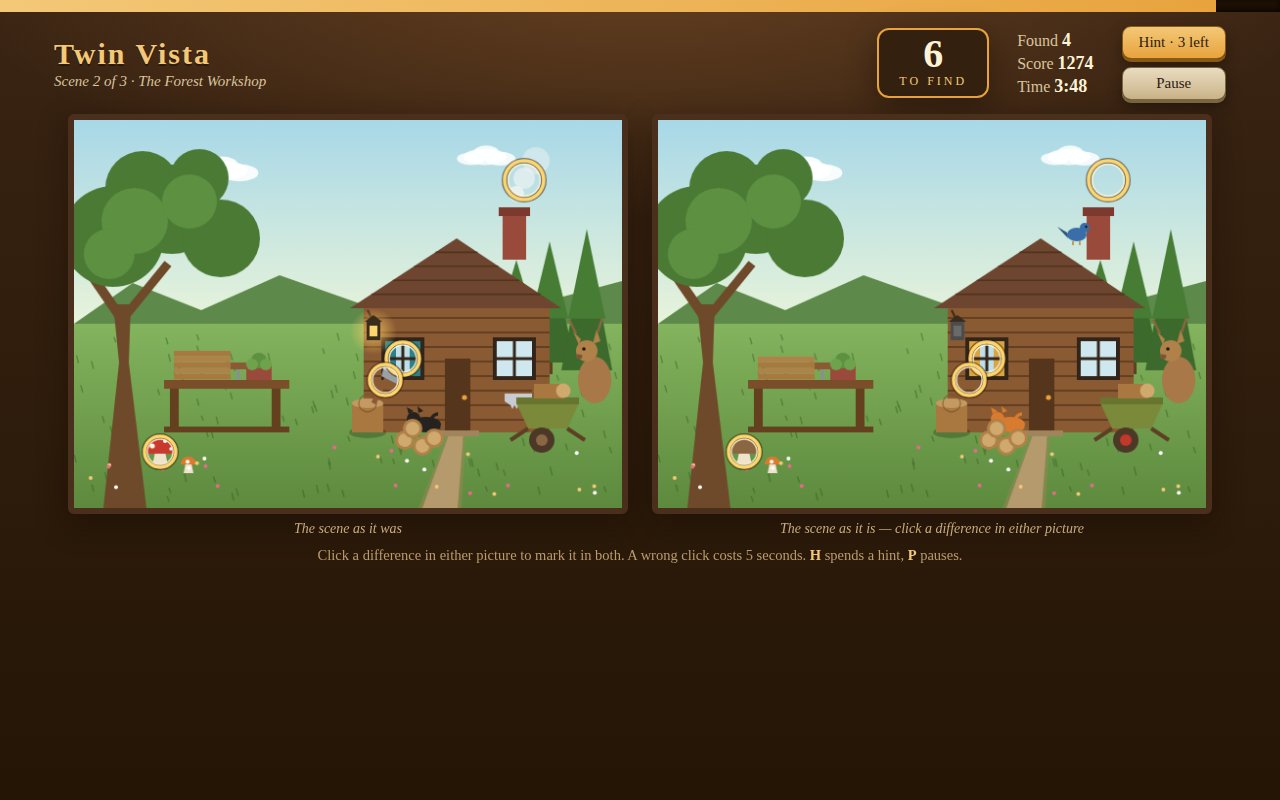 Twin Vista
Scene 2 of 3 · The Forest Workshop
6
TO FIND
Found 4
Score 1274
Time 3:48
Hint · 3 left
Pause
The scene as it was
The scene as it is — click a difference in either picture
Click a difference in either picture to mark it in both. A wrong click costs 5 seconds. H spends a hint, P pauses.